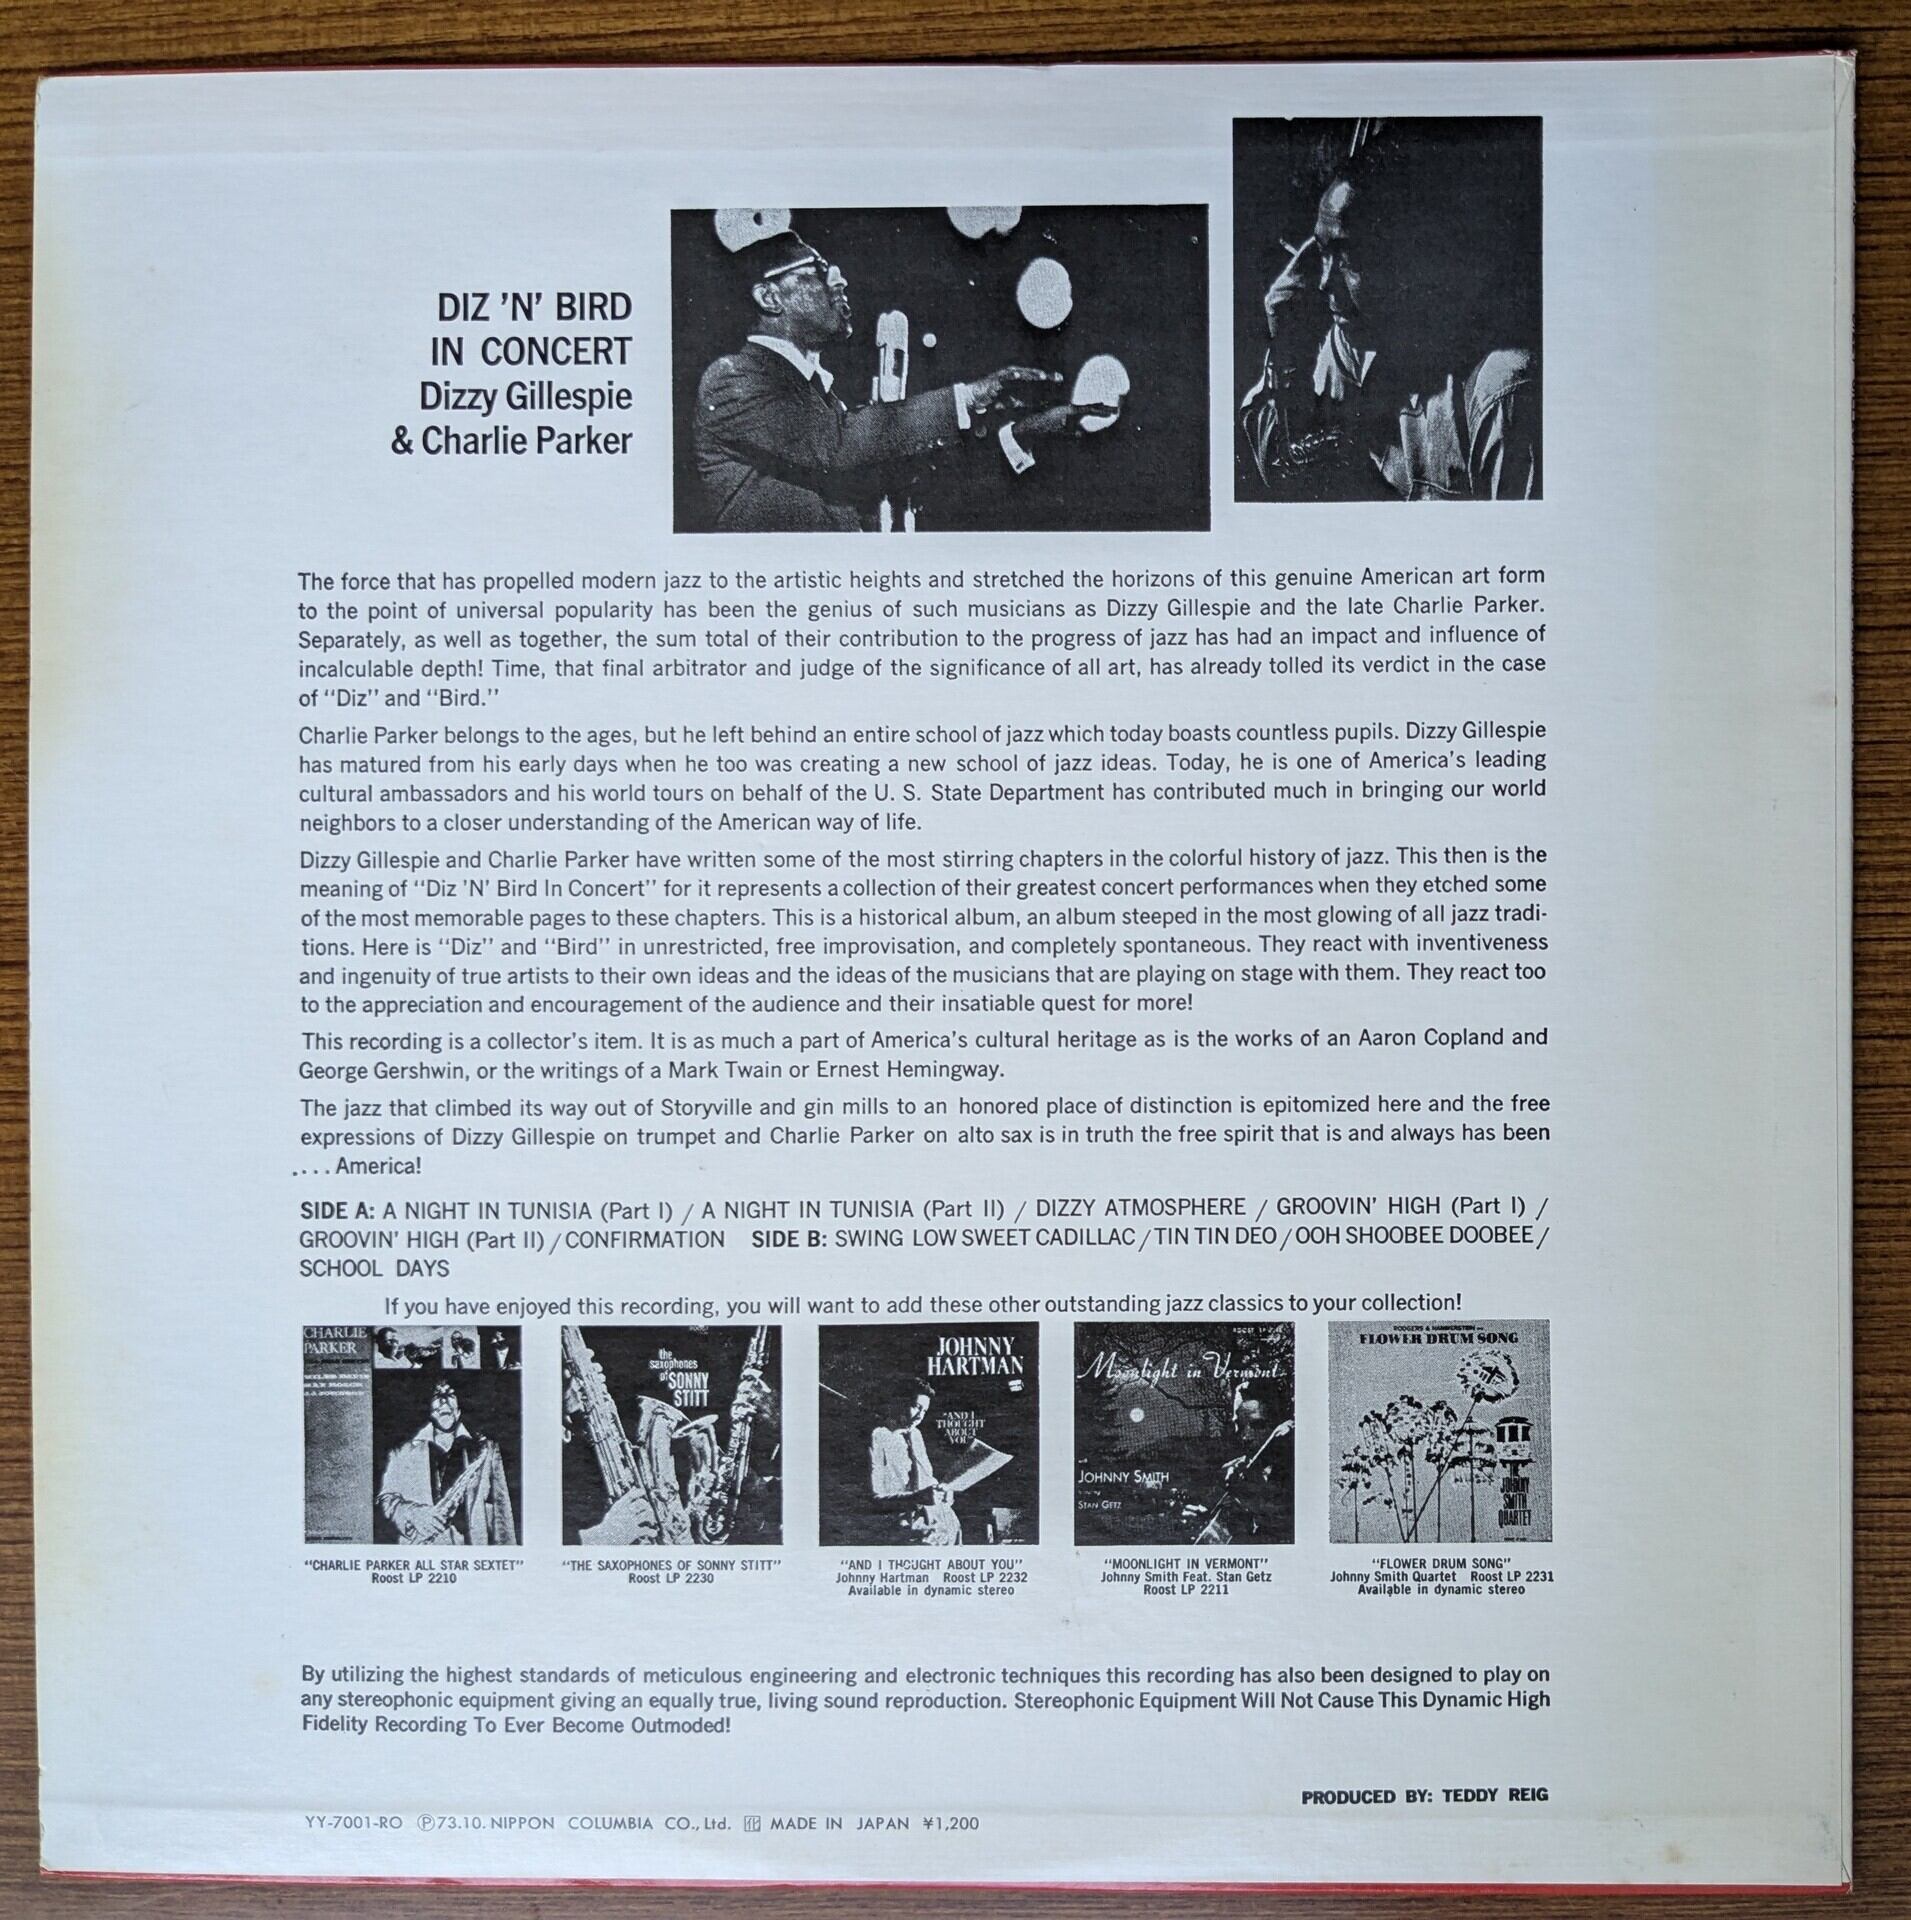 DIZ 'N' BIRD
IN CONCERT
Dizzy Gillespie
& Charlie Parker
The force that has propelled modern jazz to the artistic heights and stretched the horizons of this genuine American art form
to the point of universal popularity has been the genius of such musicians as Dizzy Gillespie and the late Charlie Parker.
Separately, as well as together, the sum total of their contribution to the progress of jazz has had an impact and influence of
incalculable depth! Time, that final arbitrator and judge of the significance of all art, has already tolled its verdict in the case
of "Diz" and "Bird."
Charlie Parker belongs to the ages, but he left behind an entire school of jazz which today boasts countless pupils. Dizzy Gillespie
has matured from his early days when he too was creating a new school of jazz ideas. Today, he is one of America's leading
cultural ambassadors and his world tours on behalf of the U. S. State Department has contributed much in bringing our world
neighbors to a closer understanding of the American way of life.
Dizzy Gillespie and Charlie Parker have written some of the most stirring chapters in the colorful history of jazz. This then is the
meaning of "Diz 'N' Bird In Concert" for it represents a collection of their greatest concert performances when they etched some
of the most memorable pages to these chapters. This is a historical album, an album steeped in the most glowing of all jazz tradi-
tions. Here is "Diz" and "Bird" in unrestricted, free improvisation, and completely spontaneous. They react with inventiveness
and ingenuity of true artists to their own ideas and the ideas of the musicians that are playing on stage with them. They react too
to the appreciation and encouragement of the audience and their insatiable quest for more!
This recording is a collector's item. It is as much a part of America's cultural heritage as is the works of an Aaron Copland and
George Gershwin, or the writings of a Mark Twain or Ernest Hemingway.
The jazz that climbed its way out of Storyville and gin mills to an honored place of distinction is epitomized here and the free
expressions of Dizzy Gillespie on trumpet and Charlie Parker on alto sax is in truth the free spirit that is and always has been
.... America!
SIDE A: A NIGHT IN TUNISIA (Part I) / A NIGHT IN TUNISIA (Part II) / DIZZY ATMOSPHERE / GROOVIN' HIGH (Part I) /
GROOVIN' HIGH (Part II) / CONFIRMATION SIDE B: SWING LOW SWEET CADILLAC / TIN TIN DEO / OOH SHOOBEE DOOBEE /
SCHOOL DAYS
If you have enjoyed this recording, you will want to add these other outstanding jazz classics to your collection!
CHARLIE
PARKER
the
saxophones
of SONNY
STITT
JOHNNY
HARTMAN
"AND I
THOUGHT
ABOUT
YOU"
Moonlight in Vermont
JOHNNY SMITH
STAN GETZ
RODGERS & HAMMERSTEIN
FLOWER DRUM SONG
THE
JOHNNY
SMITH
QUARTET
"CHARLIE PARKER ALL STAR SEXTET"
Roost LP 2210
"THE SAXOPHONES OF SONNY STITT"
Roost LP 2230
"AND I THOUGHT ABOUT YOU"
Johnny Hartman Roost LP 2232
Available in dynamic stereo
"MOONLIGHT IN VERMONT"
Johnny Smith Feat. Stan Getz
Roost LP 2211
"FLOWER DRUM SONG"
Johnny Smith Quartet Roost LP 2231
Available in dynamic stereo
By utilizing the highest standards of meticulous engineering and electronic techniques this recording has also been designed to play on
any stereophonic equipment giving an equally true, living sound reproduction. Stereophonic Equipment Will Not Cause This Dynamic High
Fidelity Recording To Ever Become Outmoded!
PRODUCED BY: TEDDY REIG
YY-7001-RO Ⓟ73.10. NIPPON COLUMBIA CO., Ltd. MADE IN JAPAN ¥1,200